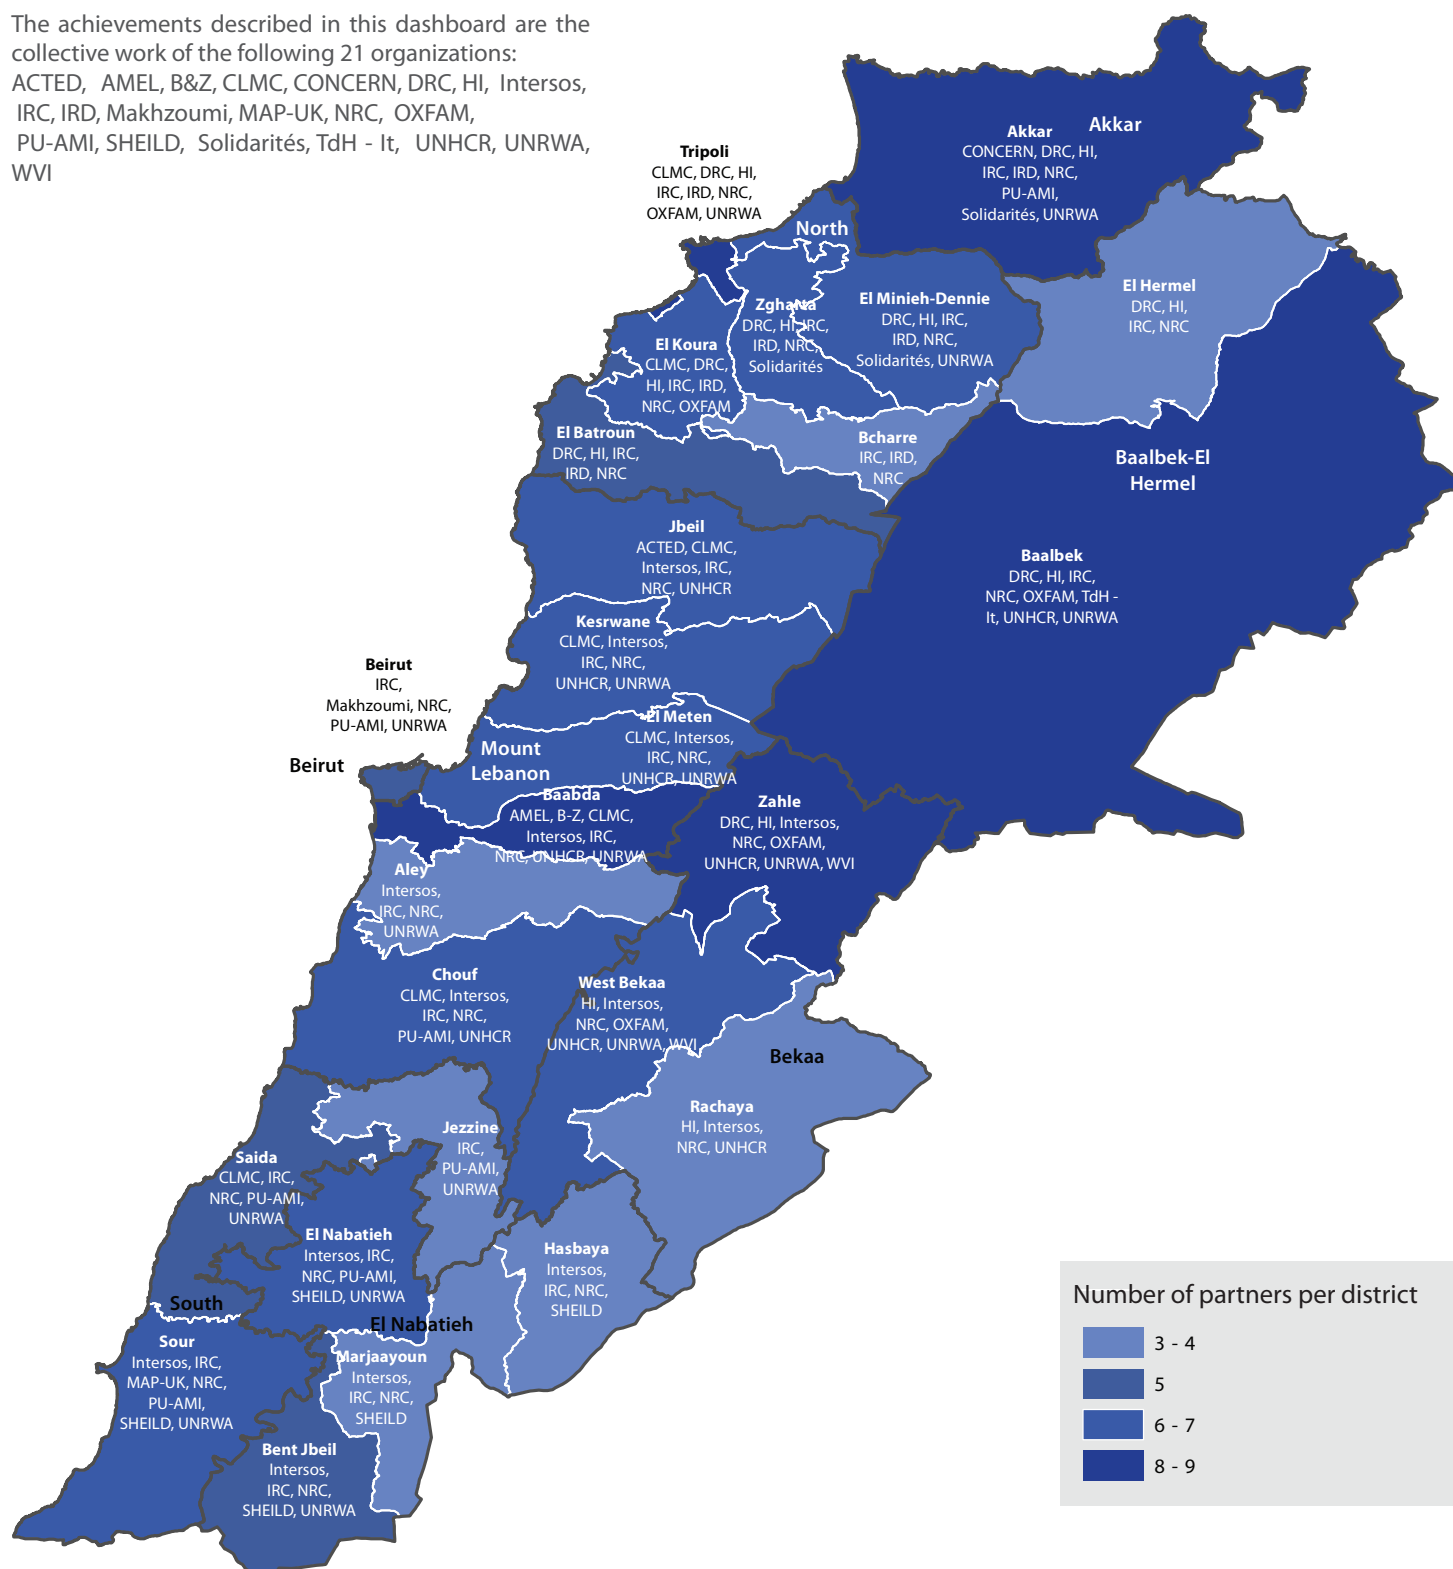 The achievements described in this dashboard are the
collective work of the following 21 organizations:
ACTED, AMEL, B&Z, CLMC, CONCERN, DRC, HI, Intersos,
IRC, IRD, Makhzoumi, MAP-UK, NRC, OXFAM,
PU-AMI, SHEILD, Solidarités, TdH - It, UNHCR, UNRWA,
WVI
Akkar
Akkar
CONCERN, DRC, HI,
IRC, IRD, NRC,
PU-AMI,
Solidarités, UNRWA
Tripoli
CLMC, DRC, HI,
IRC, IRD, NRC,
OXFAM, UNRWA
North
El Hermel
DRC, HI,
IRC, NRC
Zgharta
DRC, HI, IRC,
IRD, NRC,
Solidarités
El Minieh-Dennie
DRC, HI, IRC,
IRD, NRC,
Solidarités, UNRWA
El Koura
CLMC, DRC,
HI, IRC, IRD,
NRC, OXFAM
El Batroun
DRC, HI, IRC,
IRD, NRC
Bcharre
IRC, IRD,
NRC
Baalbek-El
Hermel
Jbeil
ACTED, CLMC,
Intersos, IRC,
NRC, UNHCR
Baalbek
DRC, HI, IRC,
NRC, OXFAM, TdH -
It, UNHCR, UNRWA
Kesrwane
CLMC, Intersos,
IRC, NRC,
UNHCR, UNRWA
Beirut
IRC,
Makhzoumi, NRC,
PU-AMI, UNRWA
Beirut
El Meten
CLMC, Intersos,
IRC, NRC,
UNHCR, UNRWA
Mount
Lebanon
Baabda
AMEL, B-Z, CLMC,
Intersos, IRC,
NRC, UNHCR, UNRWA
Zahle
DRC, HI, Intersos,
NRC, OXFAM,
UNHCR, UNRWA, WVI
Aley
Intersos,
IRC, NRC,
UNRWA
Chouf
CLMC, Intersos,
IRC, NRC,
PU-AMI, UNHCR
West Bekaa
HI, Intersos,
NRC, OXFAM,
UNHCR, UNRWA, WVI
Bekaa
Rachaya
HI, Intersos,
NRC, UNHCR
Jezzine
IRC,
PU-AMI,
UNRWA
Saida
CLMC, IRC,
NRC, PU-AMI,
UNRWA
El Nabatieh
Intersos, IRC,
NRC, PU-AMI,
SHEILD, UNRWA
Hasbaya
Intersos,
IRC, NRC,
SHEILD
South
El Nabatieh
Sour
Intersos, IRC,
MAP-UK, NRC,
PU-AMI,
SHEILD, UNRWA
Marjaayoun
Intersos,
IRC, NRC,
SHEILD
Bent Jbeil
Intersos,
IRC, NRC,
SHEILD, UNRWA
Number of partners per district
3 - 4
5
6 - 7
8 - 9